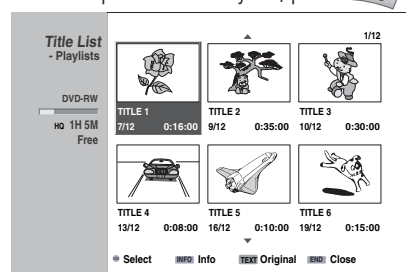 1/12
Title List
- Playlists
DVD-RW
HQ 1H 5M
Free
TITLE 1
7/12 0:16:00
TITLE 2
9/12 0:35:00
TITLE 3
10/12 0:30:00
TITLE 4
13/12 0:08:00
TITLE 5
16/12 0:10:00
TITLE 6
19/12 0:15:00
Select INFO Info TEXT Original END Close